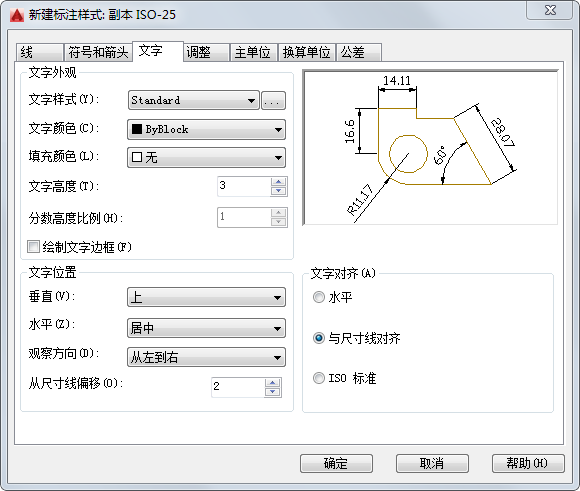 新建标注样式: 副本 ISO-25
线 符号和箭头 文字 调整 主单位 换算单位 公差
文字外观
文字样式(Y): Standard ...
文字颜色(C): ByBlock
填充颜色(L): 无
文字高度(T): 3
分数高度比例(H): 1
绘制文字边框(F)
14.11
16.6
28.07
60°
R11.17
文字位置
垂直(V): 上
水平(Z): 居中
观察方向(D): 从左到右
从尺寸线偏移(O): 2
文字对齐(A)
水平
与尺寸线对齐
ISO 标准
确定 取消 帮助(H)